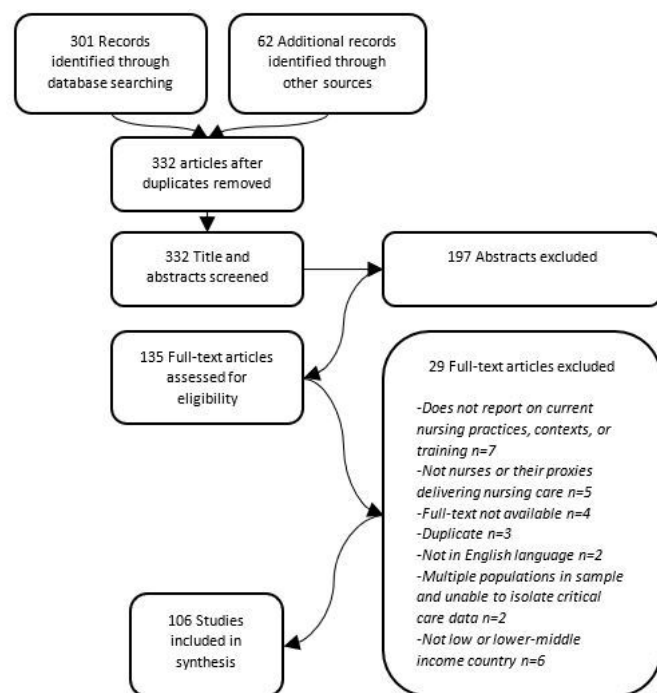 301 Records
identified through
database searching
62 Additional records
identified through
other sources
332 articles after
duplicates removed
332 Title and
abstracts screened
197 Abstracts excluded
135 Full-text articles
assessed for
eligibility
29 Full-text articles excluded
-Does not report on current
nursing practices, contexts, or
training n=7
-Not nurses or their proxies
delivering nursing care n=5
-Full-text not available n=4
-Duplicate n=3
-Not in English language n=2
-Multiple populations in sample
and unable to isolate critical
care data n=2
-Not low or lower-middle
income country n=6
106 Studies
included in
synthesis